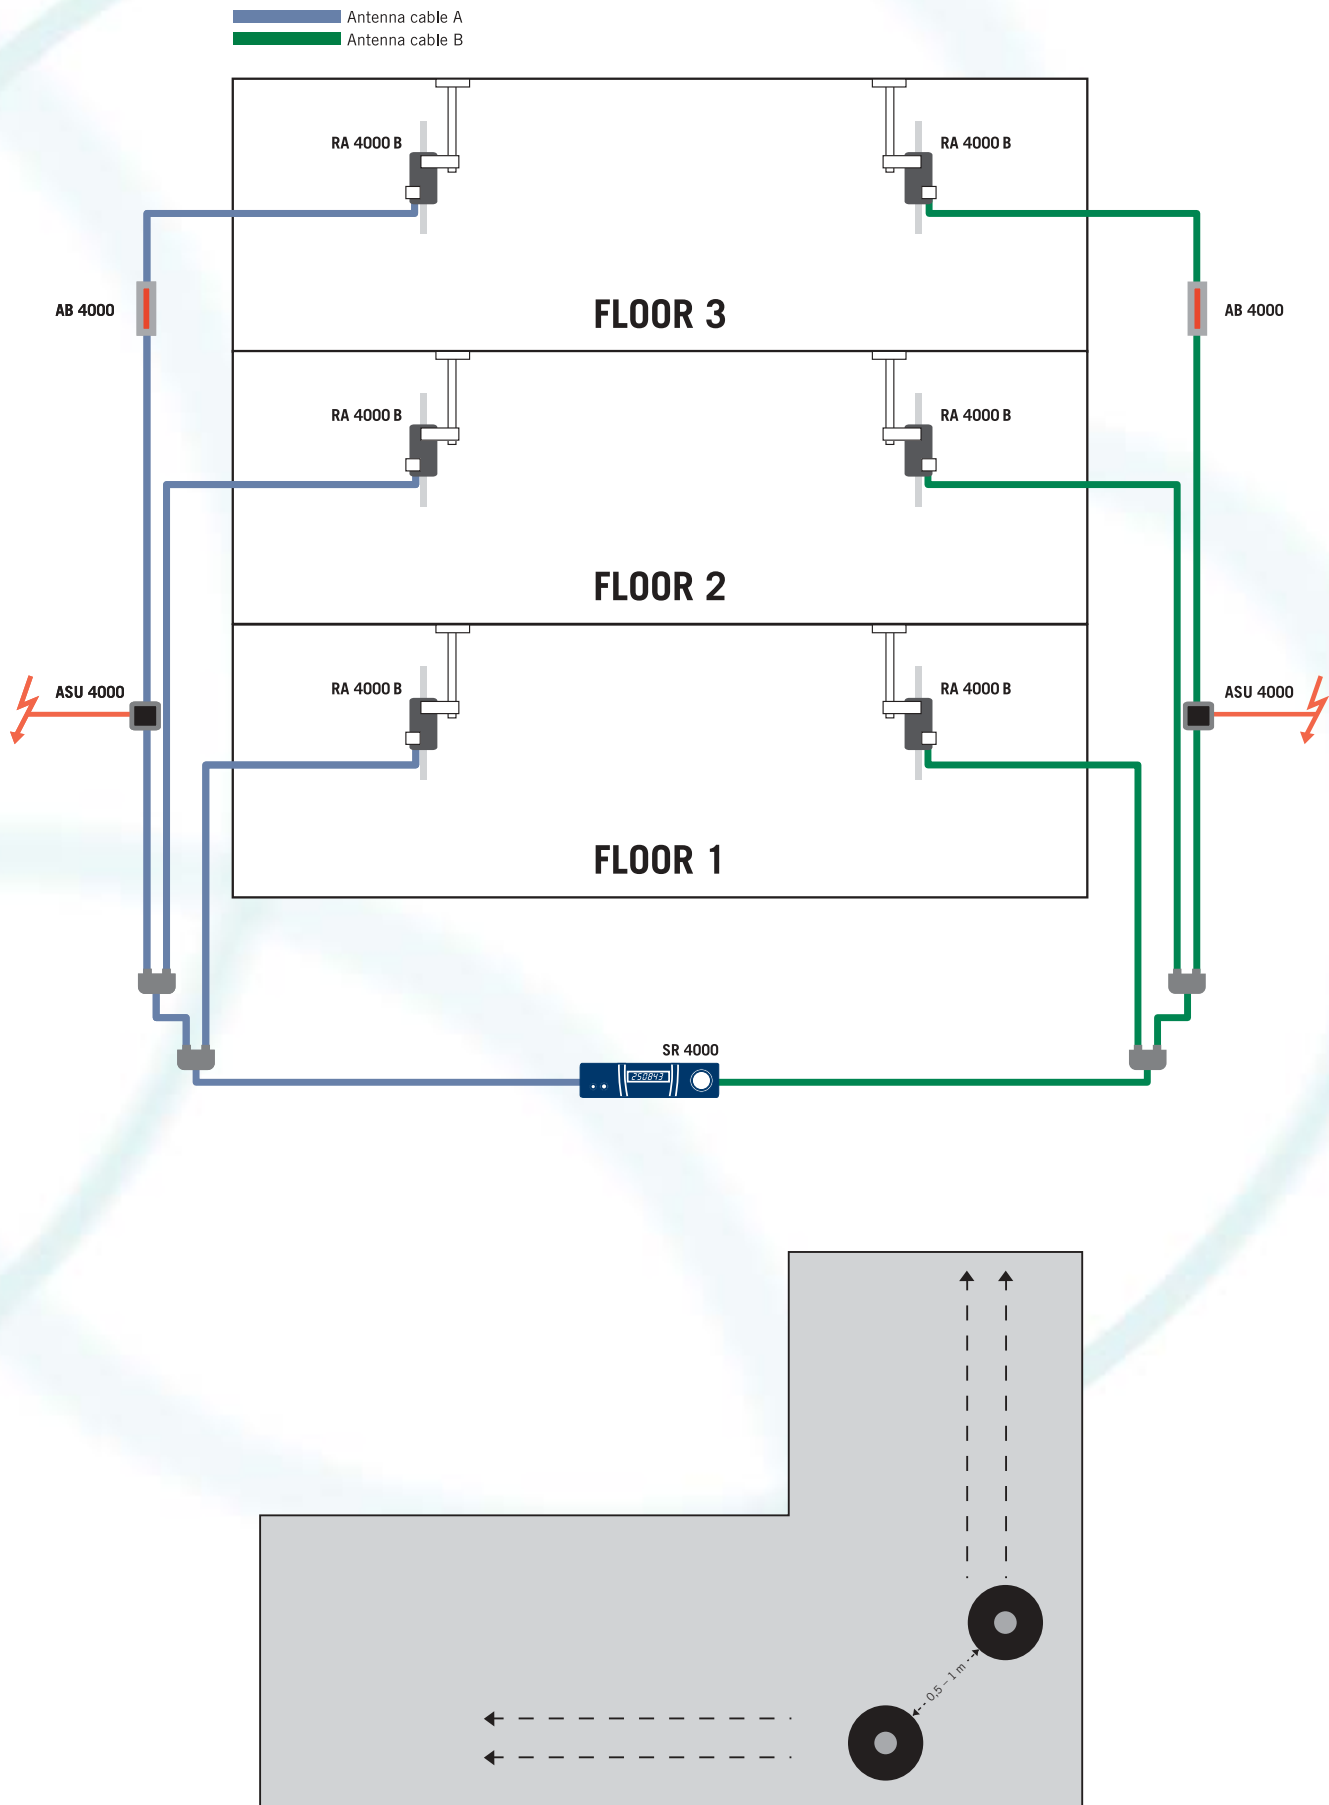 Antenna cable A
Antenna cable B
RA 4000 B
RA 4000 B
AB 4000
AB 4000
FLOOR 3
RA 4000 B
RA 4000 B
FLOOR 2
RA 4000 B
RA 4000 B
ASU 4000
ASU 4000
FLOOR 1
SR 4000
250843
0,5 – 1 m